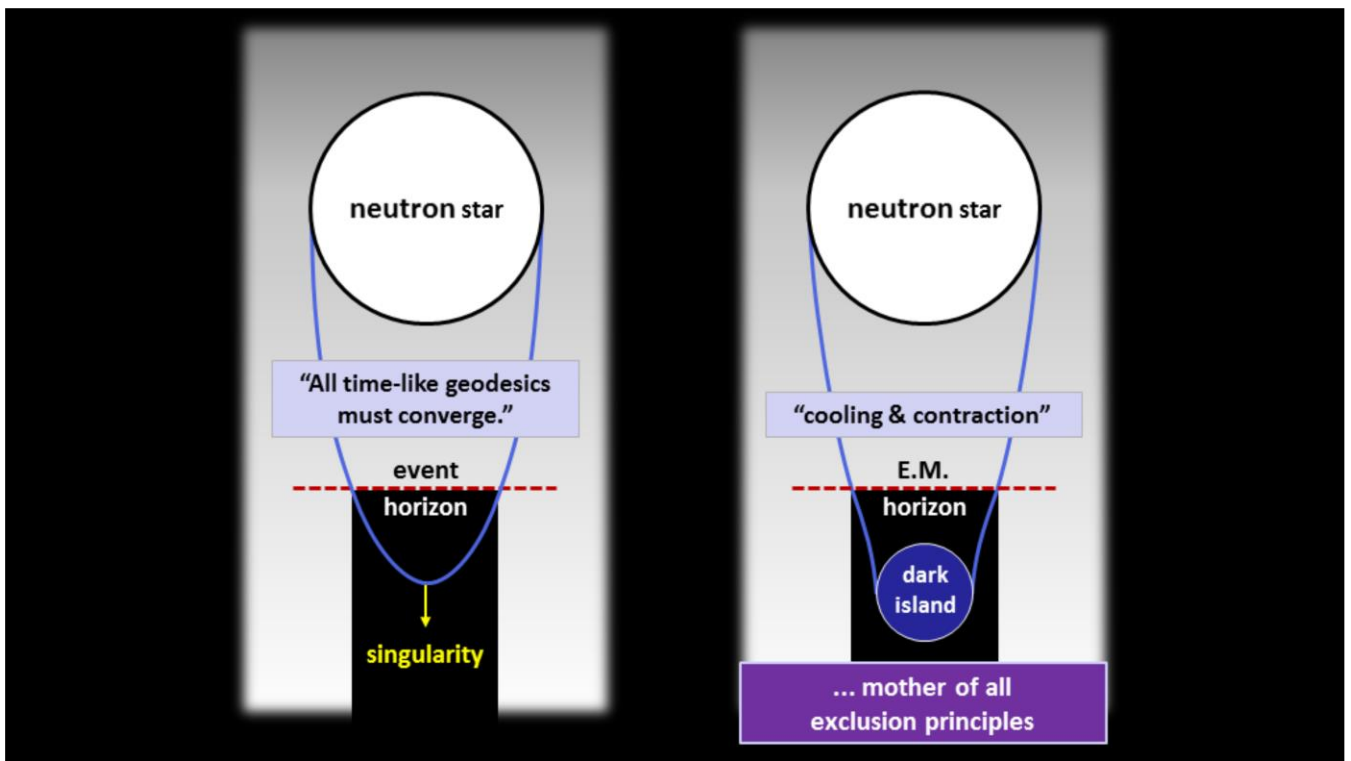 neutron star
“All time-like geodesics
must converge.”
event
horizon
singularity
neutron star
“cooling & contraction”
E.M.
horizon
dark
island
... mother of all
exclusion principles